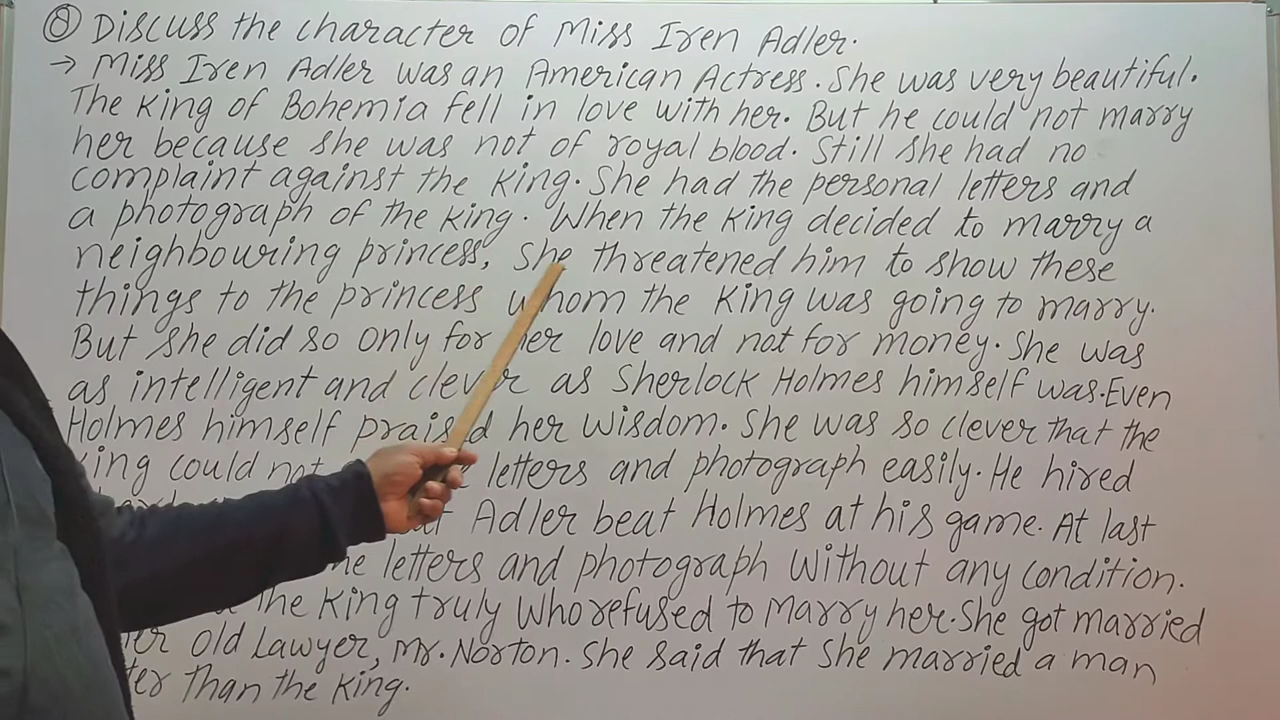 ⑧ Discuss the character of Miss Iren Adler.
→ Miss Iren Adler was an American Actress. She was very beautiful.
The King of Bohemia fell in love with her. But he could not marry
her because she was not of royal blood. Still she had no
complaint against the King. She had the personal letters and
a photograph of the King. When the King decided to marry a
neighbouring princess, she threatened him to show these
things to the princess whom the King was going to marry.
But she did so only for her love and not for money. She was
as intelligent and clever as Sherlock Holmes himself was. Even
Holmes himself praised her wisdom. She was so clever that the
King could not letters and photograph easily. He hired
Adler beat Holmes at his game. At last
letters and photograph without any condition.
the King truly who refused to marry her. She got married
old Lawyer, Mr. Norton. She said that she married a man
than the King.